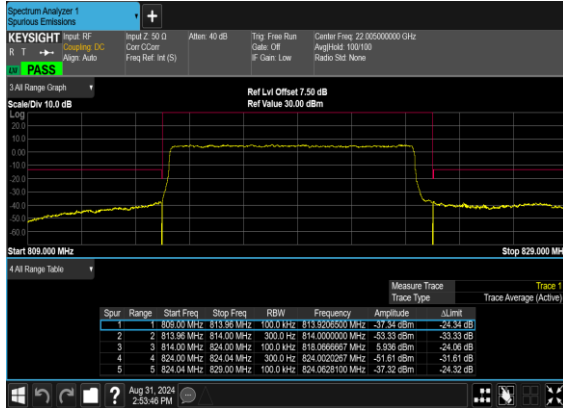 Spectrum Analyzer 1
Spurious Emissions
KEYSIGHT Input: RF Input Z: 50 Ω Atten: 40 dB Trig: Free Run Center Freq: 22.005000000 GHz
R T Coupling: DC Corr CCorr Gate: Off Avg|Hold: 100/100
Align: Auto Freq Ref: Int (S) IF Gain: Low Radio Std: None
PASS
3 All Range Graph
Ref Lvl Offset 7.50 dB
Scale/Div 10.0 dB Ref Value 30.00 dBm
Log
20.0
10.0
0.00
-10.0
-20.0
-30.0
-40.0
-50.0
-60.0
Start 809.000 MHz Stop 829.000 MH
4 All Range Table
Measure Trace Trace 1
Trace Type Trace Average (Active)
Spur Range Start Freq Stop Freq RBW Frequency Amplitude ΔLimit
1 1 809.00 MHz 813.96 MHz 100.0 kHz 813.9206500 MHz -37.34 dBm -24.34 dB
2 2 813.96 MHz 814.00 MHz 300.0 Hz 814.0000000 MHz -53.33 dBm -33.33 dB
3 3 814.00 MHz 824.00 MHz 100.0 kHz 818.0666667 MHz 5.936 dBm -24.06 dB
4 4 824.00 MHz 824.04 MHz 300.0 Hz 824.0020267 MHz -51.61 dBm -31.61 dB
5 5 824.04 MHz 829.00 MHz 100.0 kHz 824.0628100 MHz -37.32 dBm -24.32 dB
Aug 31, 2024
2:53:46 PM